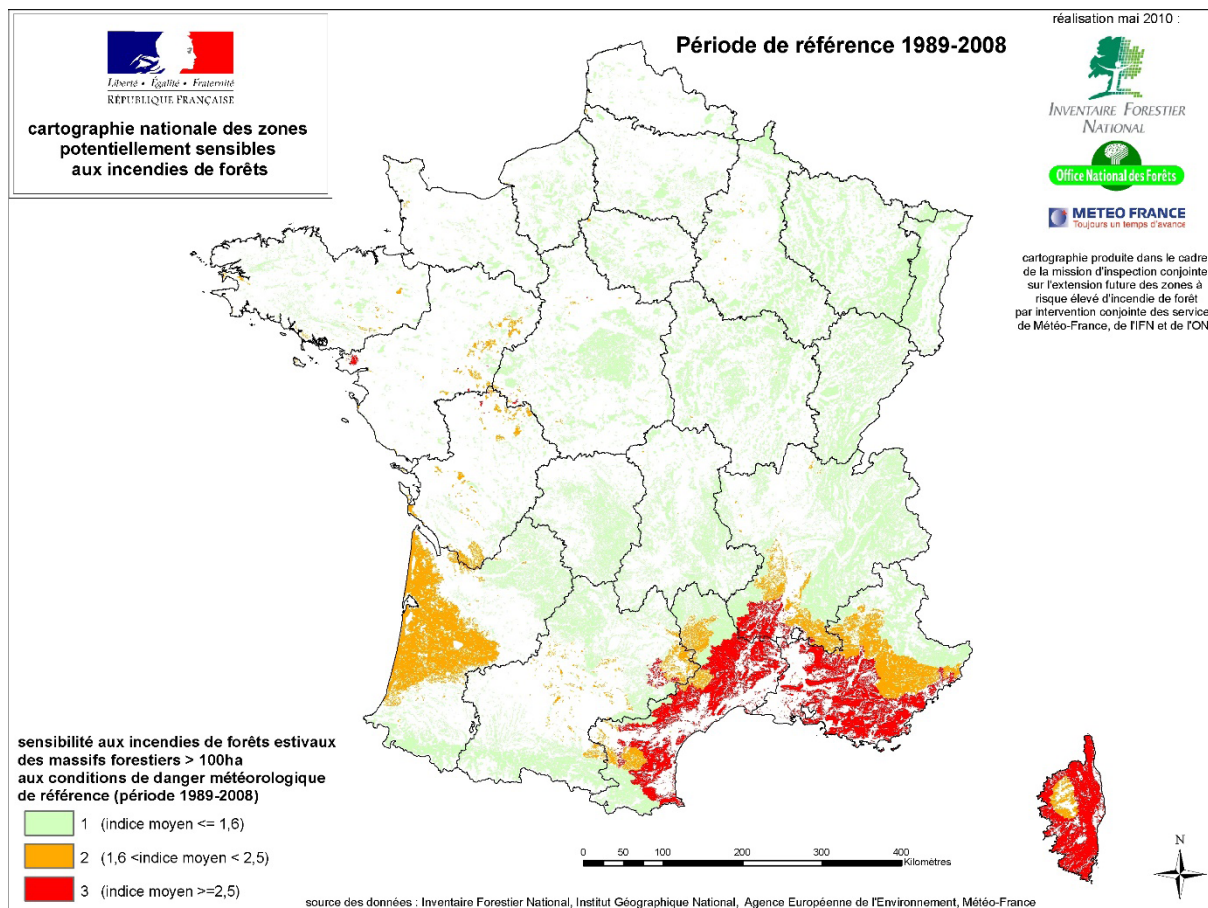 Liberté • Égalité • Fraternité
RÉPUBLIQUE FRANÇAISE
cartographie nationale des zones
potentiellement sensibles
aux incendies de forêts
Période de référence 1989-2008
réalisation mai 2010 :
INVENTAIRE FORESTIER
NATIONAL
Office National des Forêts
METEO FRANCE
Toujours un temps d'avance
cartographie produite dans le cadre
de la mission d'inspection conjointe
sur l'extension future des zones à
risque élevé d'incendie de forêt
par intervention conjointe des service
de Météo-France, de l'IFN et de l'ON
sensibilité aux incendies de forêts estivaux
des massifs forestiers > 100ha
aux conditions de danger météorologique
de référence (période 1989-2008)
1 (indice moyen <= 1,6)
2 (1,6 <indice moyen < 2,5)
3 (indice moyen >=2,5)
0 50 100 200 300 400
Kilomètres
N
source des données : Inventaire Forestier National, Institut Géographique National, Agence Européenne de l'Environnement, Météo-France